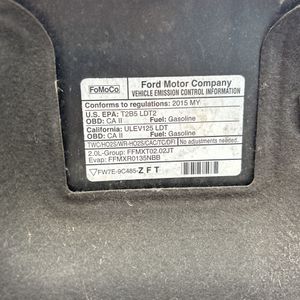 FoMoCo
Ford Motor Company
VEHICLE EMISSION CONTROL INFORMATION
Conforms to regulations: 2015 MY
U.S. EPA: T2B5 LDT2
OBD: CA II Fuel: Gasoline
California: ULEV125 LDT
OBD: CA II Fuel: Gasoline
TWC/HO2S/WR-HO2S/CAC/TC/DFI No adjustments needed.
2.0L-Group: FFMXT02.02JT
Evap: FFMXR0135NBB
FW7E-9C485-ZFT